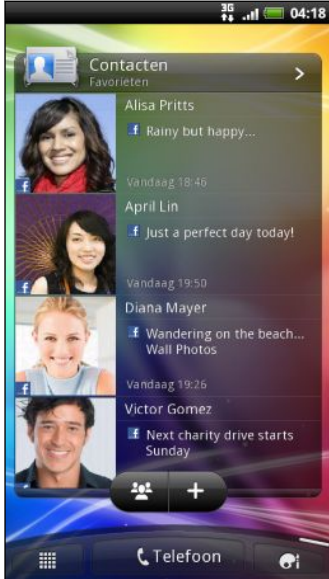 3G
04:18
Contacten
Favorieten
Alisa Pritts
f Rainy but happy...
Vandaag 18:46
f
April Lin
f Just a perfect day today!
Vandaag 19:50
f
Diana Mayer
f Wandering on the beach...
Wall Photos
Vandaag 19:26
f
Victor Gomez
f Next charity drive starts
Sunday
f
Telefoon